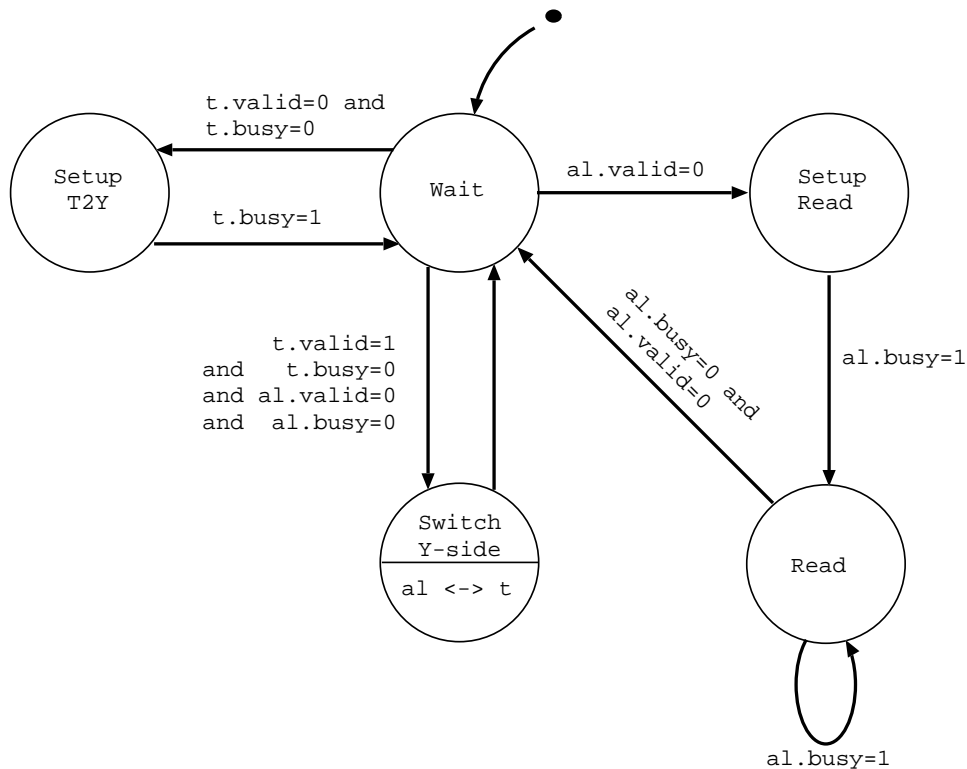 t.valid=0 and
t.busy=0
Setup
T2Y
t.busy=1
Wait
al.valid=0
Setup
Read
al.busy=0 and
al.valid=0
al.busy=1
t.valid=1
and t.busy=0
and al.valid=0
and al.busy=0
Switch
Y-side
al <-> t
Read
al.busy=1